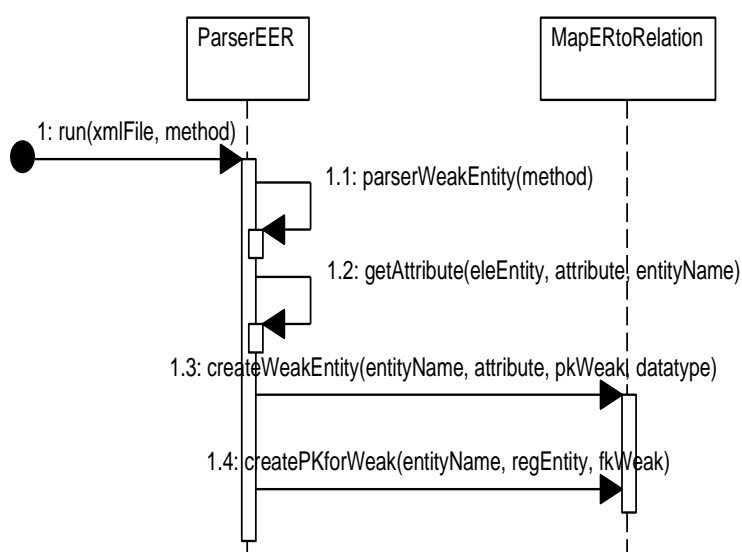 ParserEER
MapERtoRelation
1: run(xmlFile, method)
1.1: parserWeakEntity(method)
1.2: getAttribute(eleEntity, attribute, entityName)
1.3: createWeakEntity(entityName, attribute, pkWeak, datatype)
1.4: createPKforWeak(entityName, regEntity, fkWeak)